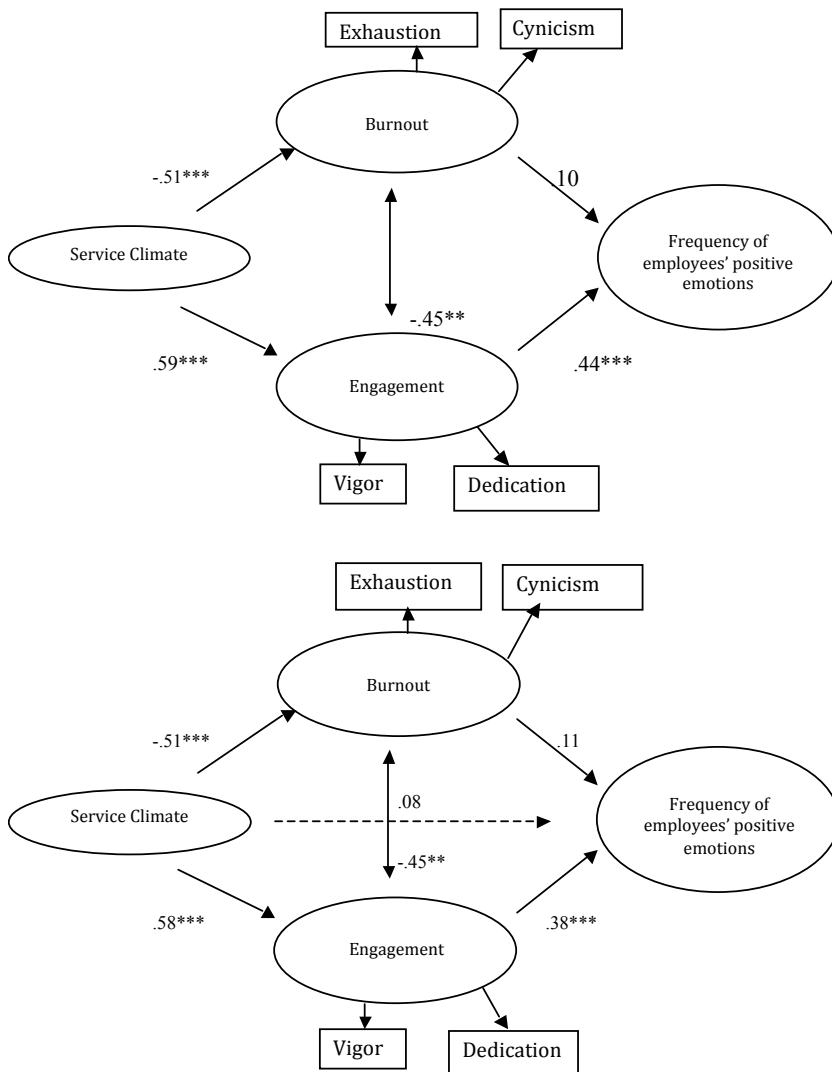 Exhaustion
Cynicism
Burnout
-.51***
.10
Service Climate
Frequency of
employees’ positive
emotions
-.45**
.59***
.44***
Engagement
Vigor
Dedication
Exhaustion
Cynicism
Burnout
-.51***
.11
.08
Service Climate
Frequency of
employees’ positive
emotions
-.45**
.58***
.38***
Engagement
Vigor
Dedication